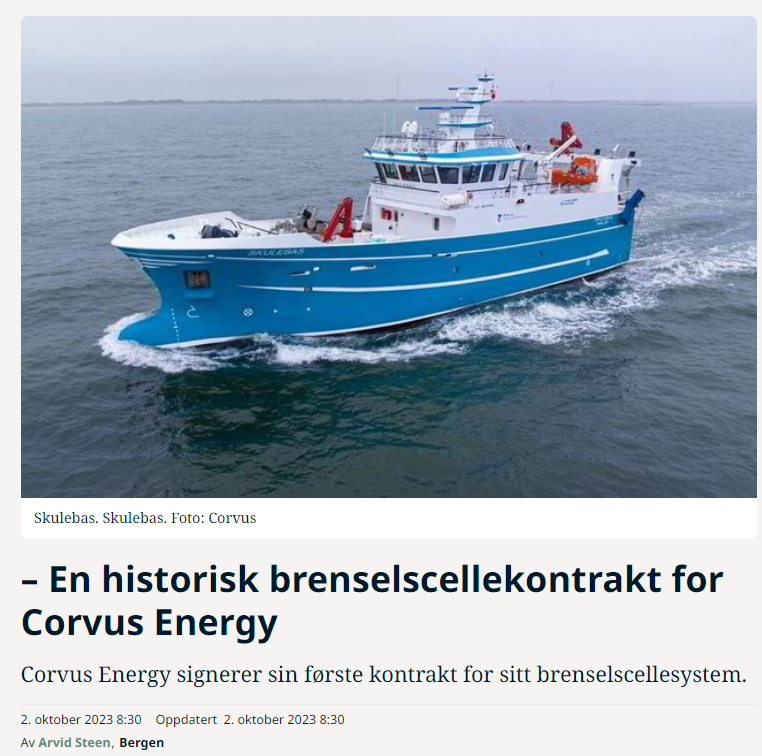 SKULEBAS
Skulebas. Skulebas. Foto: Corvus
– En historisk brenselscellekontrakt for
Corvus Energy
Corvus Energy signerer sin første kontrakt for sitt brenselscellesystem.
2. oktober 2023 8:30 Oppdatert 2. oktober 2023 8:30
Av Arvid Steen, Bergen